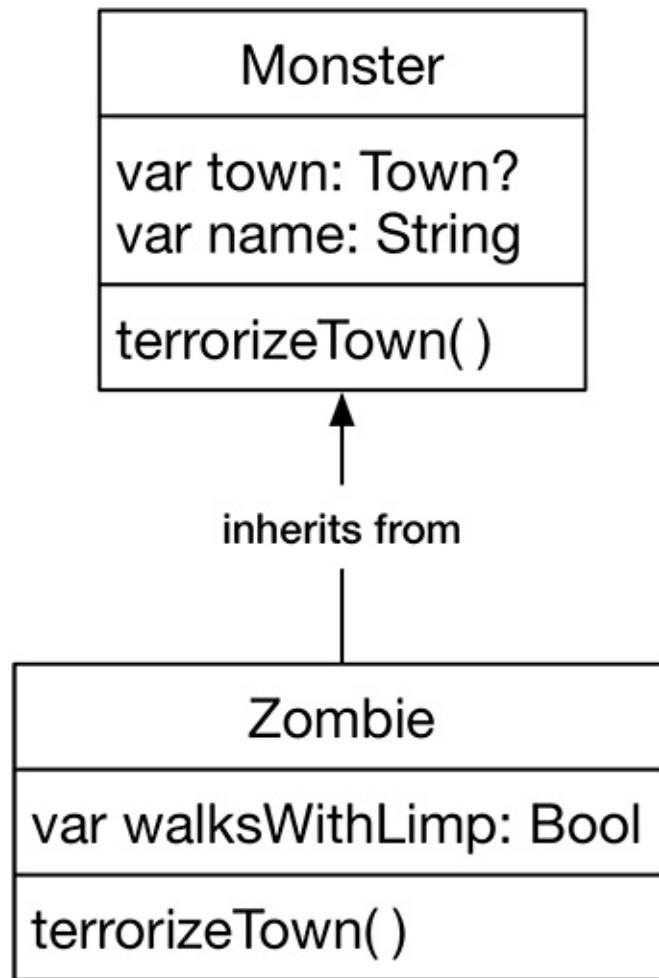 Monster
var town: Town?
var name: String
terrorizeTown( )
inherits from
Zombie
var walksWithLimp: Bool
terrorizeTown( )